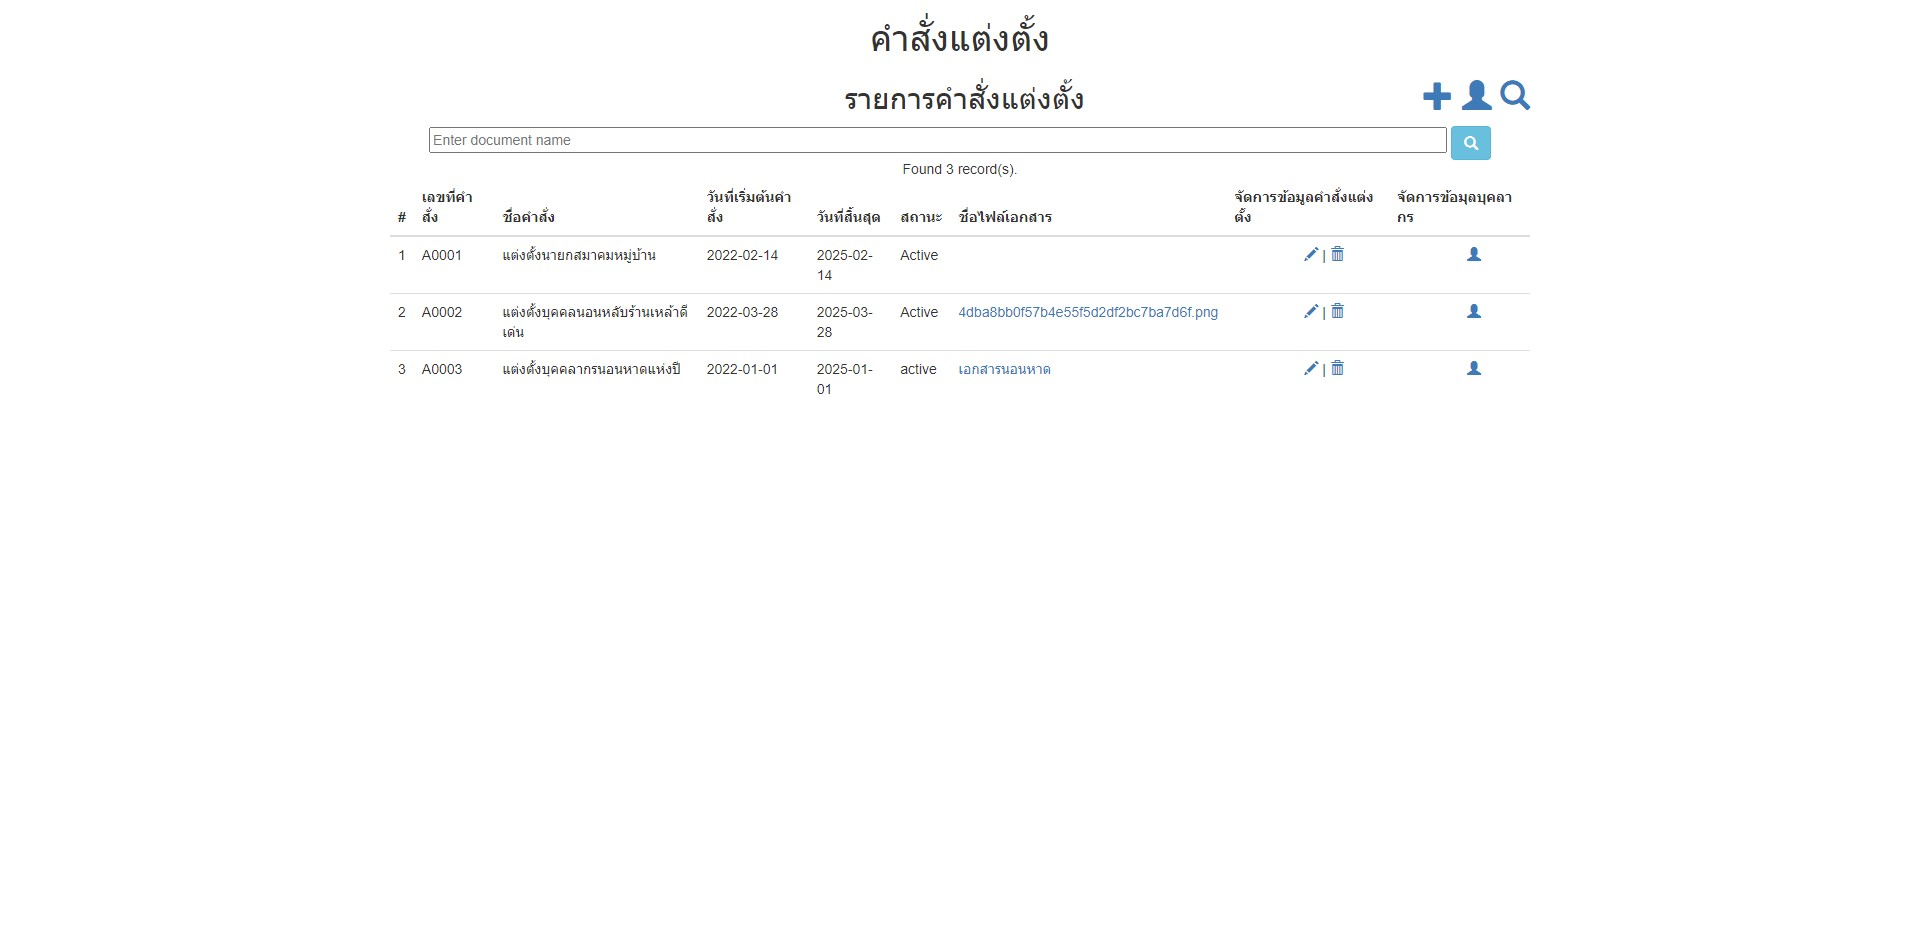 คำสั่งแต่งตั้ง
รายการคำสั่งแต่งตั้ง
Enter document name
Found 3 record(s).
# เลขที่คำสั่ง ชื่อคำสั่ง วันที่เริ่มต้นคำสั่ง วันที่สิ้นสุด สถานะ ชื่อไฟล์เอกสาร จัดการข้อมูลคำสั่งแต่งตั้ง จัดการข้อมุลบุคลากร
1 A0001 แต่งตั้งนายกสมาคมหมู่บ้าน 2022-02-14 2025-02-14 Active |
2 A0002 แต่งตั้งบุคคลนอนหลับร้านเหล้าดีเด่น 2022-03-28 2025-03-28 Active 4dba8bb0f57b4e55f5d2df2bc7ba7d6f.png |
3 A0003 แต่งตั้งบุคคลากรนอนหาดแห่งปี 2022-01-01 2025-01-01 active เอกสารนอนหาด |